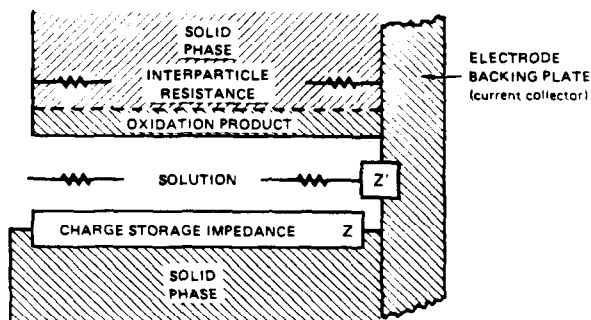 SOLID
PHASE
INTERPARTICLE
RESISTANCE
OXIDATION PRODUCT
ELECTRODE
BACKING PLATE
(current collector)
SOLUTION
Z'
CHARGE STORAGE IMPEDANCE Z
SOLID
PHASE